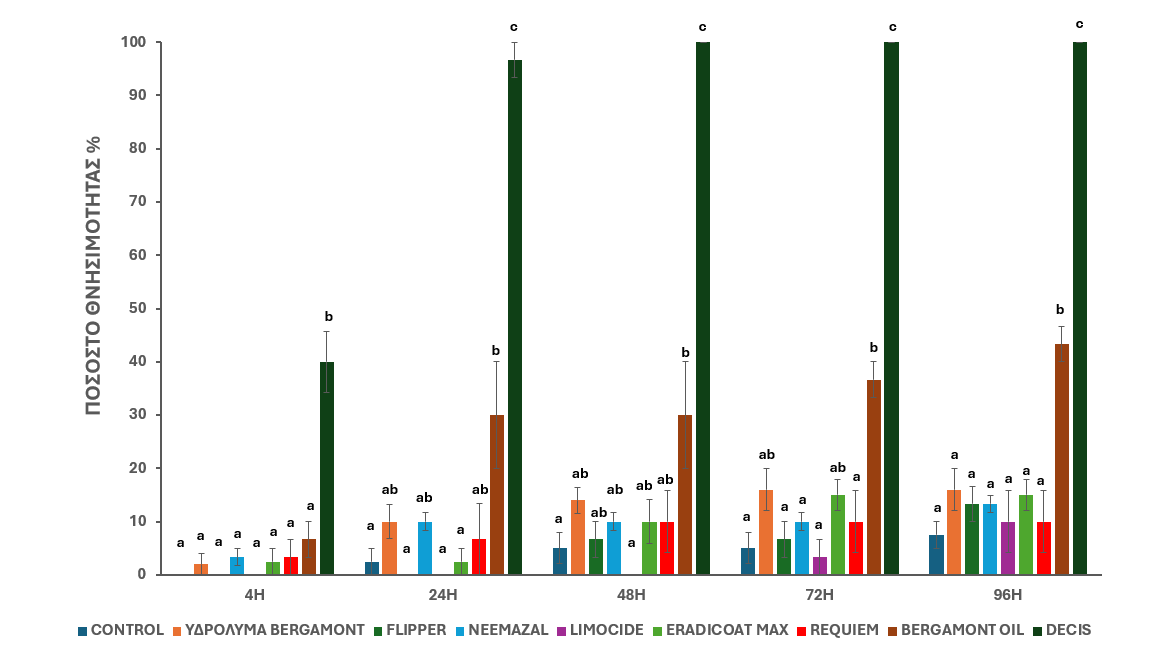 ΠΟΣΟΣΤΟ ΘΝΗΣΙΜΟΤΗΤΑΣ %
100
90
80
70
60
50
40
30
20
10
0
a a a a a a a a b
a ab a ab a a ab b c
a ab ab ab a ab ab b c
a ab a a a ab a b c
a a a a a a a b c
4H 24H 48H 72H 96H
CONTROL ΥΔΡΟΛΥΜΑ BERGAMONT FLIPPER NEEMAZAL LIMOCIDE ERADICOAT MAX REQUIEM BERGAMONT OIL DECIS